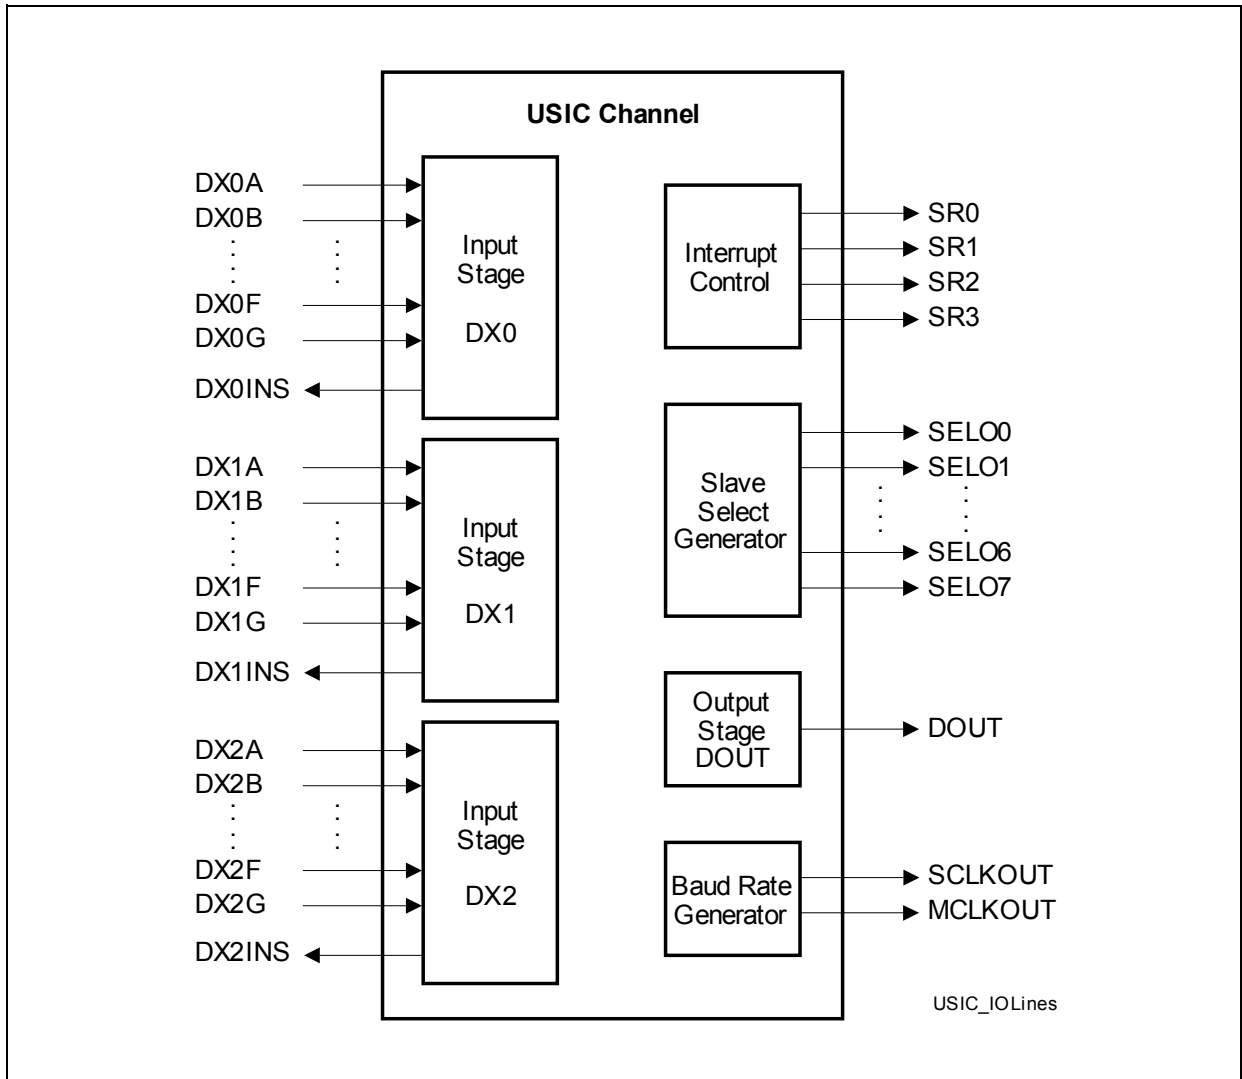 USIC Channel
DX0A
DX0B
DX0F
DX0G
DX0INS
Input
Stage
DX0
DX1A
DX1B
DX1F
DX1G
DX1INS
Input
Stage
DX1
DX2A
DX2B
DX2F
DX2G
DX2INS
Input
Stage
DX2
Interrupt
Control
SR0
SR1
SR2
SR3
Slave
Select
Generator
SELO0
SELO1
SELO6
SELO7
Output
Stage
DOUT
DOUT
Baud Rate
Generator
SCLKOUT
MCLKOUT
USIC_IOLines